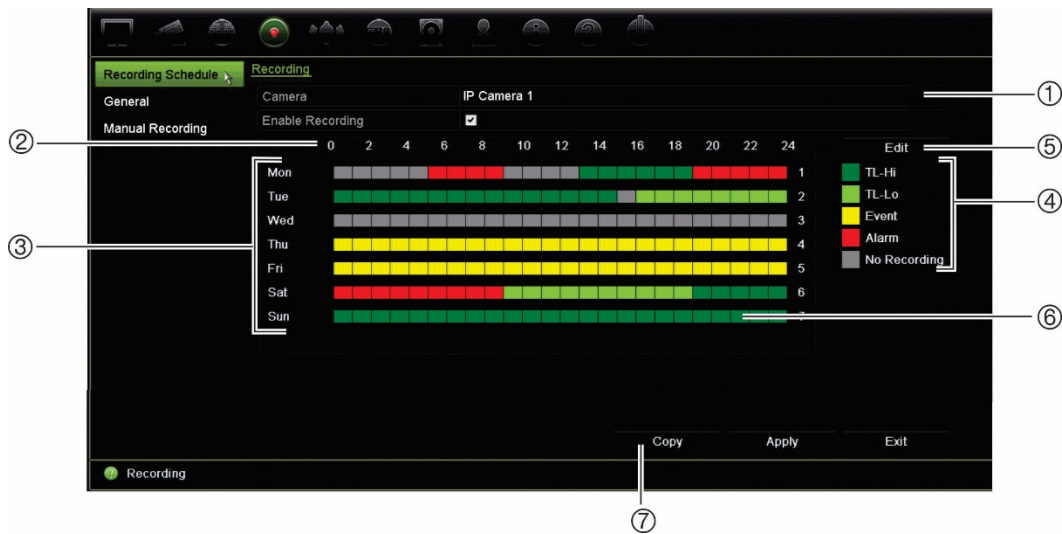 Recording Schedule
Recording
General
Camera
IP Camera 1
①
Manual Recording
Enable Recording
②
0 2 4 6 8 10 12 14 16 18 20 22 24
Edit
⑤
③
Mon 1
Tue 2
Wed 3
Thu 4
Fri 5
Sat 6
Sun
TL-Hi
TL-Lo
Event
Alarm
No Recording
④
⑥
Copy
Apply
Exit
Recording
⑦